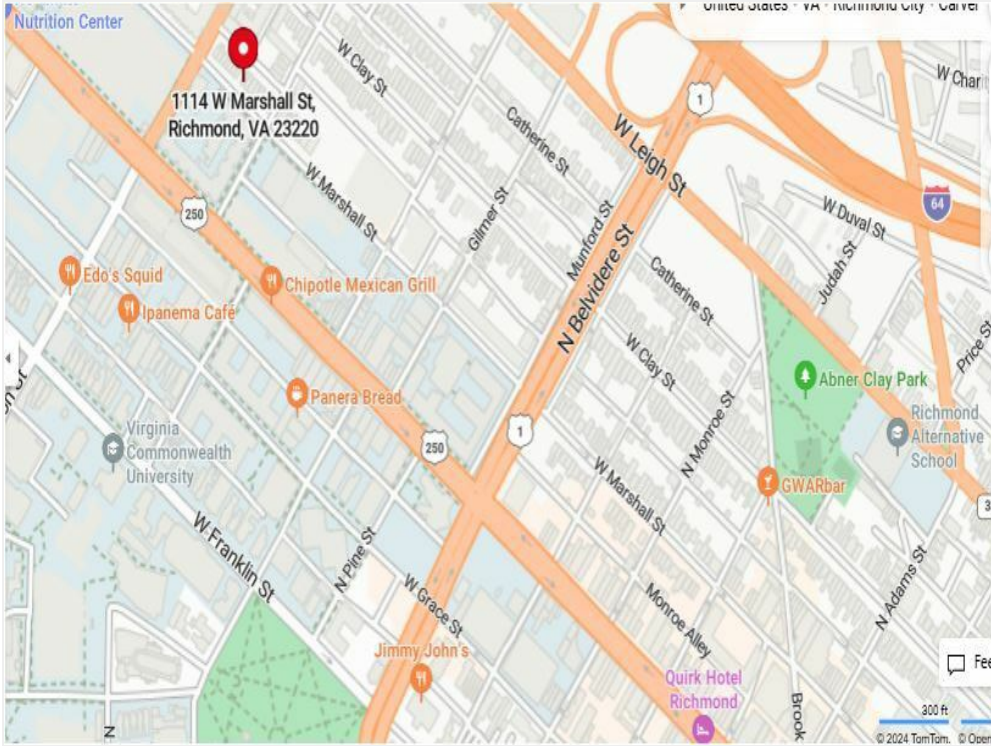 Nutrition Center
United States · VA · Richmond City · Carver
1114 W Marshall St,
Richmond, VA 23220
W Clay St
1
W Char
Catherine St
W Leigh St
64
250
W Marshall St
Gilmer St
Munford St
W Duval St
Judah St
Edo's Squid
Ipanema Café
Chipotle Mexican Grill
N Belvidere St
Catherine St
W Clay St
Price St
Abner Clay Park
Panera Bread
N Monroe St
Richmond
Alternative
School
Virginia
Commonwealth
University
250
1
W Marshall St
GWARbar
3
W Franklin St
N Pine St
W Grace St
Monroe Alley
N Adams St
Jimmy John's
Quirk Hotel
Richmond
Brook
N
Fee
300 ft
© 2024 TomTom, © Open